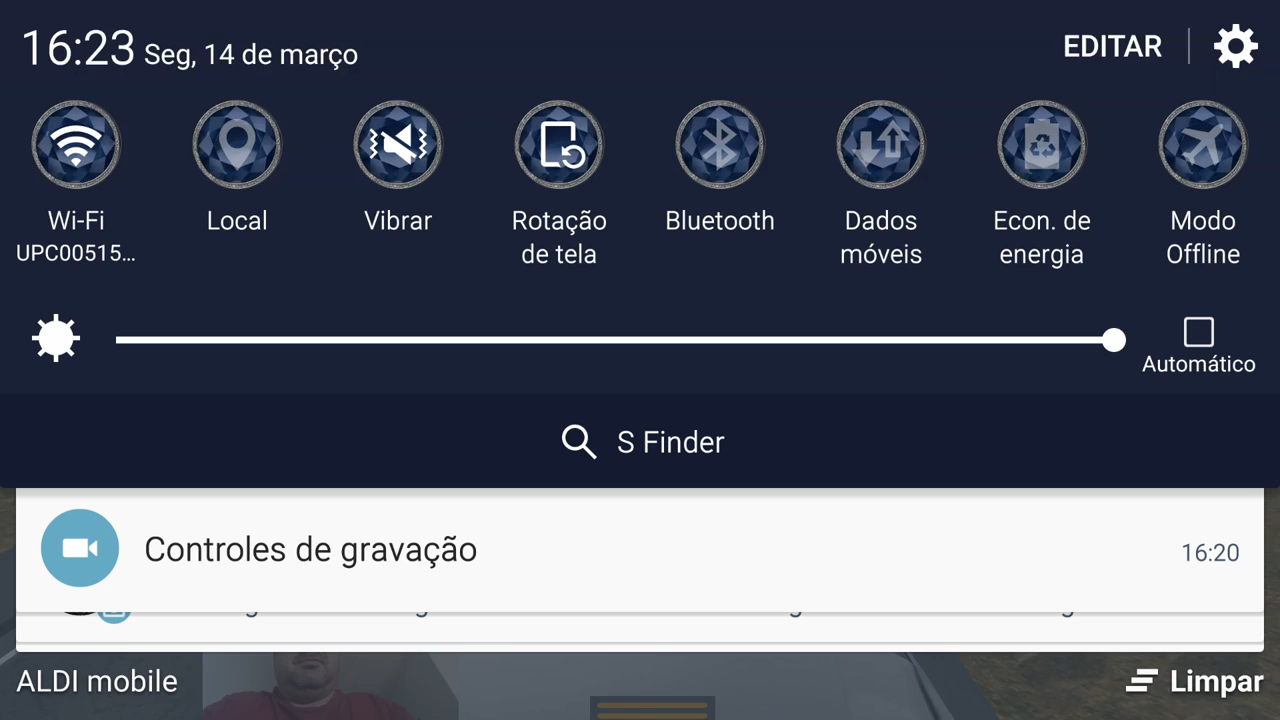 16:23 Seg, 14 de março
EDITAR
Wi-Fi
UPC00515...
Local
Vibrar
Rotação
de tela
Bluetooth
Dados
móveis
Econ. de
energia
Modo
Offline
Automático
S Finder
Controles de gravação
16:20
ALDI mobile
Limpar